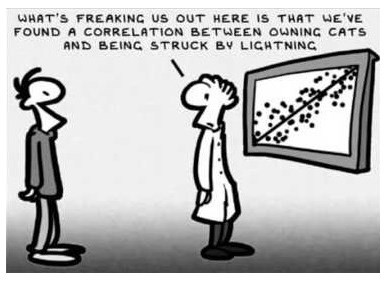 WHAT'S FREAKING US OUT HERE IS THAT WE'VE
FOUND A CORRELATION BETWEEN OWNING CATS
AND BEING STRUCK BY LIGHTNING